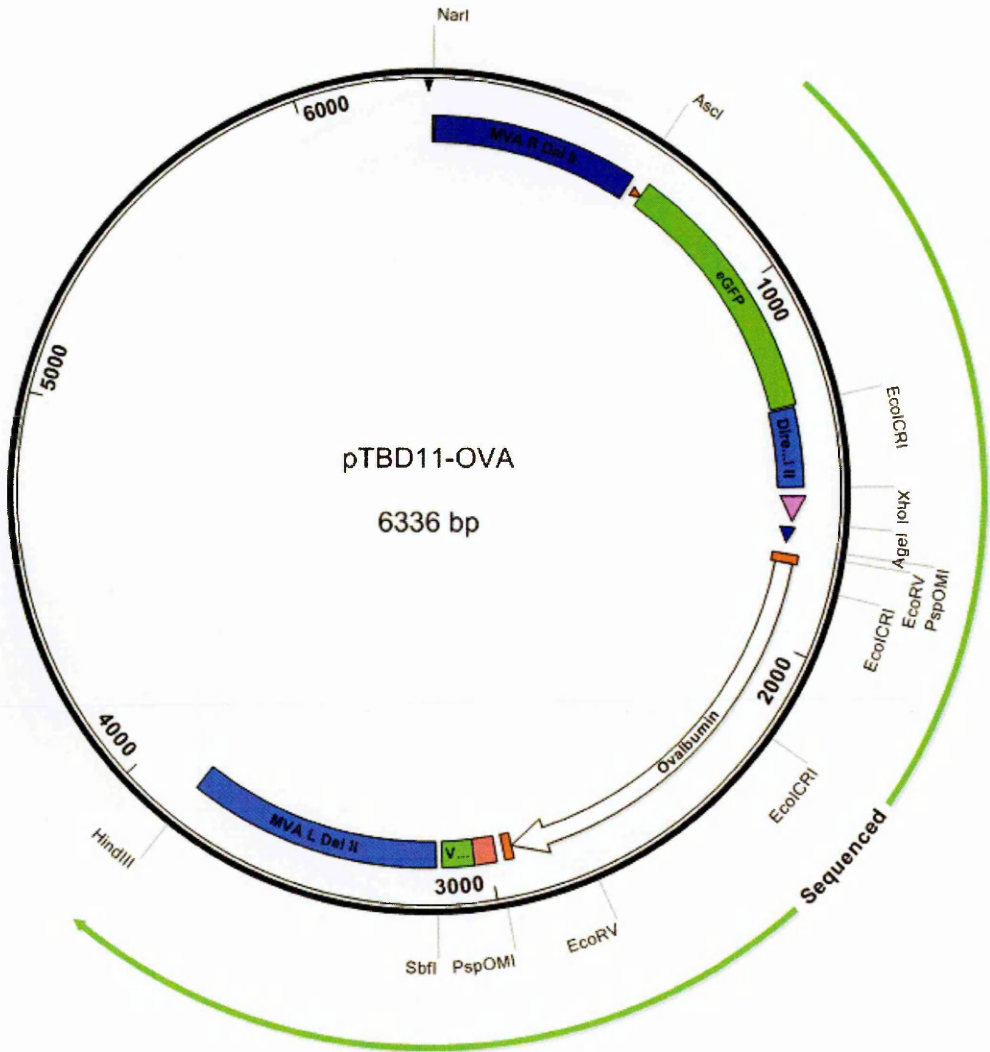 NarI
AscI
6000
MVA R Del II
eGFP
1000
EcoICRI
5000
Dire...l II
pTBD11-OVA
6336 bp
XhoI
AgeI
PspOMI
EcoRV
EcoICRI
2000
Ovalbumin
4000
EcoICRI
HindIII
MVA L Del II
V...
3000
Sequenced
EcoRV
SbfI
PspOMI